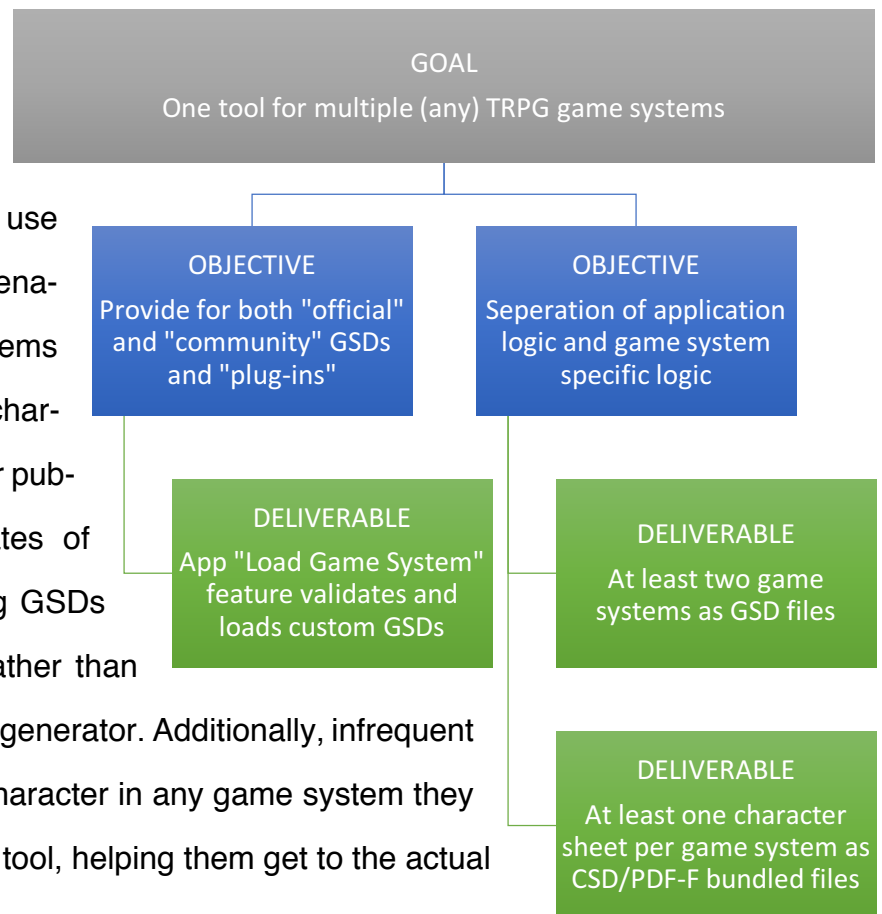 GOAL
One tool for multiple (any) TRPG game systems
OBJECTIVE
Provide for both "official"
and "community" GSDs
and "plug-ins"
OBJECTIVE
Seperation of application
logic and game system
specific logic
DELIVERABLE
App "Load Game System"
feature validates and
loads custom GSDs
DELIVERABLE
At least two game
systems as GSD files
DELIVERABLE
At least one character
sheet per game system as
CSD/PDF-F bundled files
use
ena-
ems
char-
r pub-
tes of
g GSDs
ather than
generator. Additionally, infrequent
haracter in any game system they
tool, helping them get to the actual